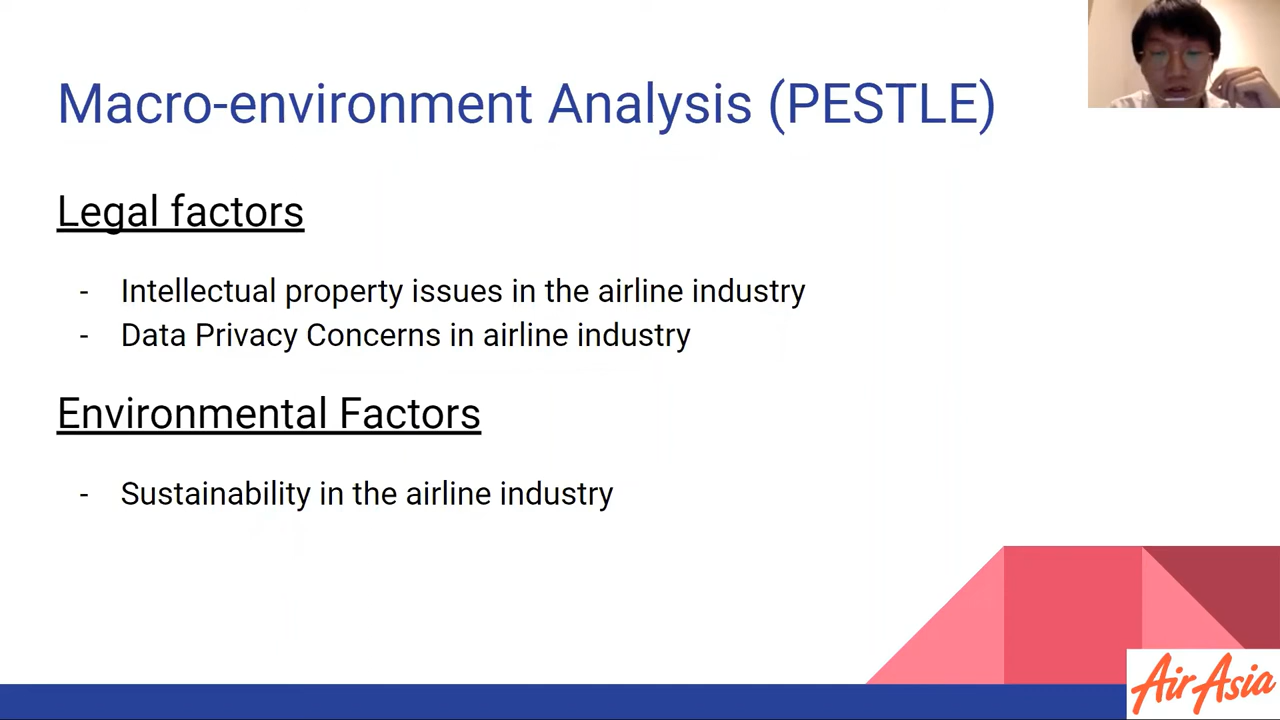 Macro-environment Analysis (PESTLE)
Legal factors
- Intellectual property issues in the airline industry
- Data Privacy Concerns in airline industry
Environmental Factors
- Sustainability in the airline industry
AirAsia